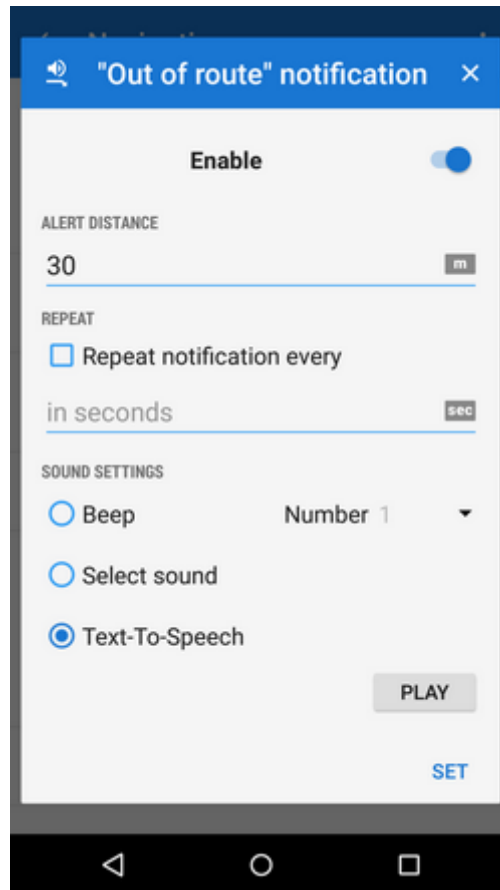 "Out of route" notification
Enable
ALERT DISTANCE
30 m
REPEAT
Repeat notification every
in seconds sec
SOUND SETTINGS
Beep Number 1
Select sound
Text-To-Speech
PLAY
SET